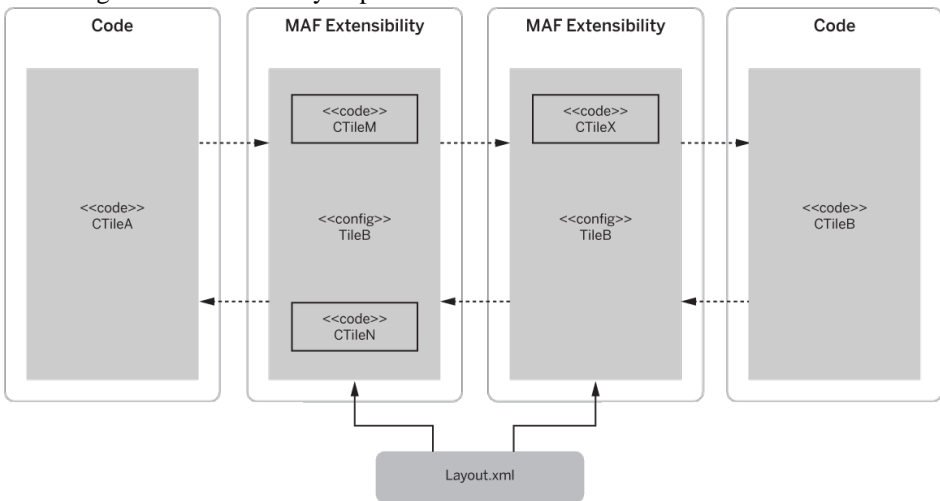 Code
MAF Extensibility
MAF Extensibility
Code
<<code>>
CTileM
<<code>>
CTileX
<<code>>
CTileA
<<config>>
TileB
<<config>>
TileB
<<code>>
CTileB
<<code>>
CTileN
Layout.xml